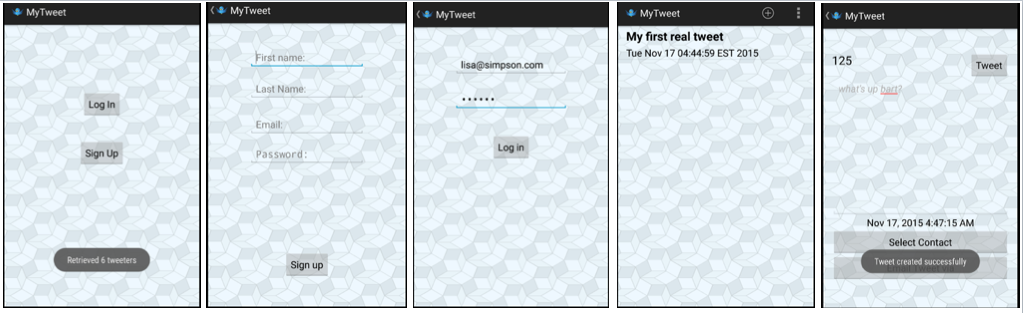 MyTweet
Log In
Sign Up
Retrieved 6 tweeters
MyTweet
First name:
Last Name:
Email:
Password:
Sign up
MyTweet
lisa@simpson.com
Log in
MyTweet
My first real tweet
Tue Nov 17 04:44:59 EST 2015
MyTweet
125
Tweet
what's up bart?
Nov 17, 2015 4:47:15 AM
Select Contact
Tweet created successfully